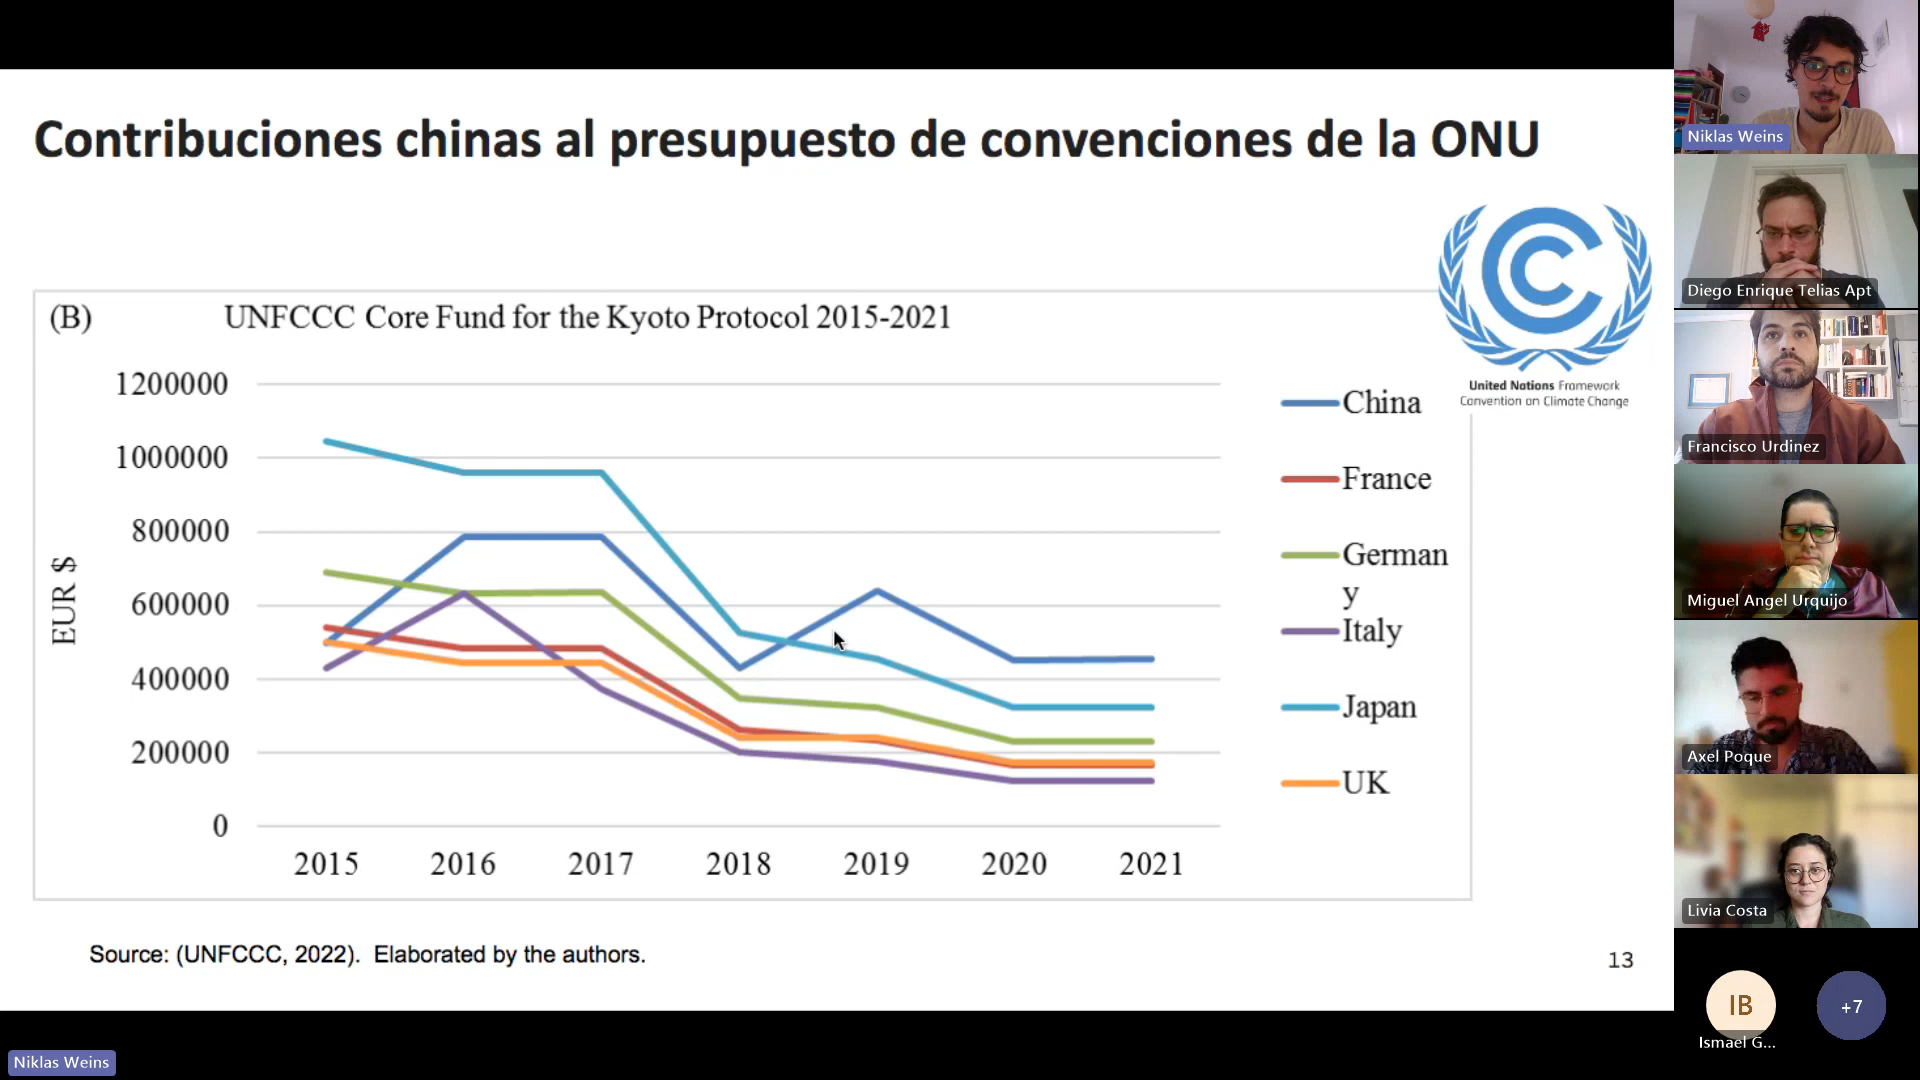 Contribuciones chinas al presupuesto de convenciones de la ONU
United Nations Framework
Convention on Climate Change
(B)
UNFCCC Core Fund for the Kyoto Protocol 2015-2021
EUR $
1200000
1000000
800000
600000
400000
200000
0
2015 2016 2017 2018 2019 2020 2021
China
France
German
y
Italy
Japan
UK
Source: (UNFCCC, 2022). Elaborated by the authors.
13
Niklas Weins
Niklas Weins
Diego Enrique Telias Apt
Francisco Urdinez
Miguel Angel Urquijo
Axel Poque
Livia Costa
IB
Ismael G...
+7